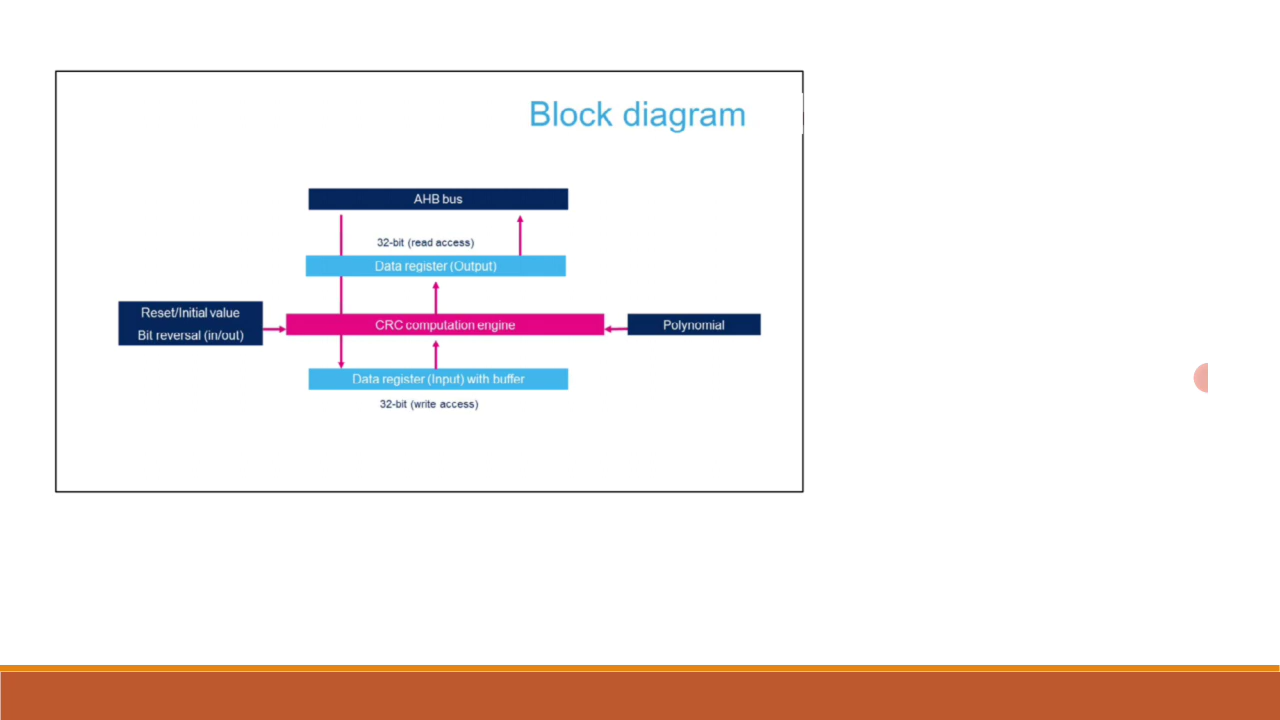 Block diagram
AHB bus
32-bit (read access)
Data register (Output)
Reset/Initial value
Bit reversal (in/out)
CRC computation engine
Polynomial
Data register (Input) with buffer
32-bit (write access)